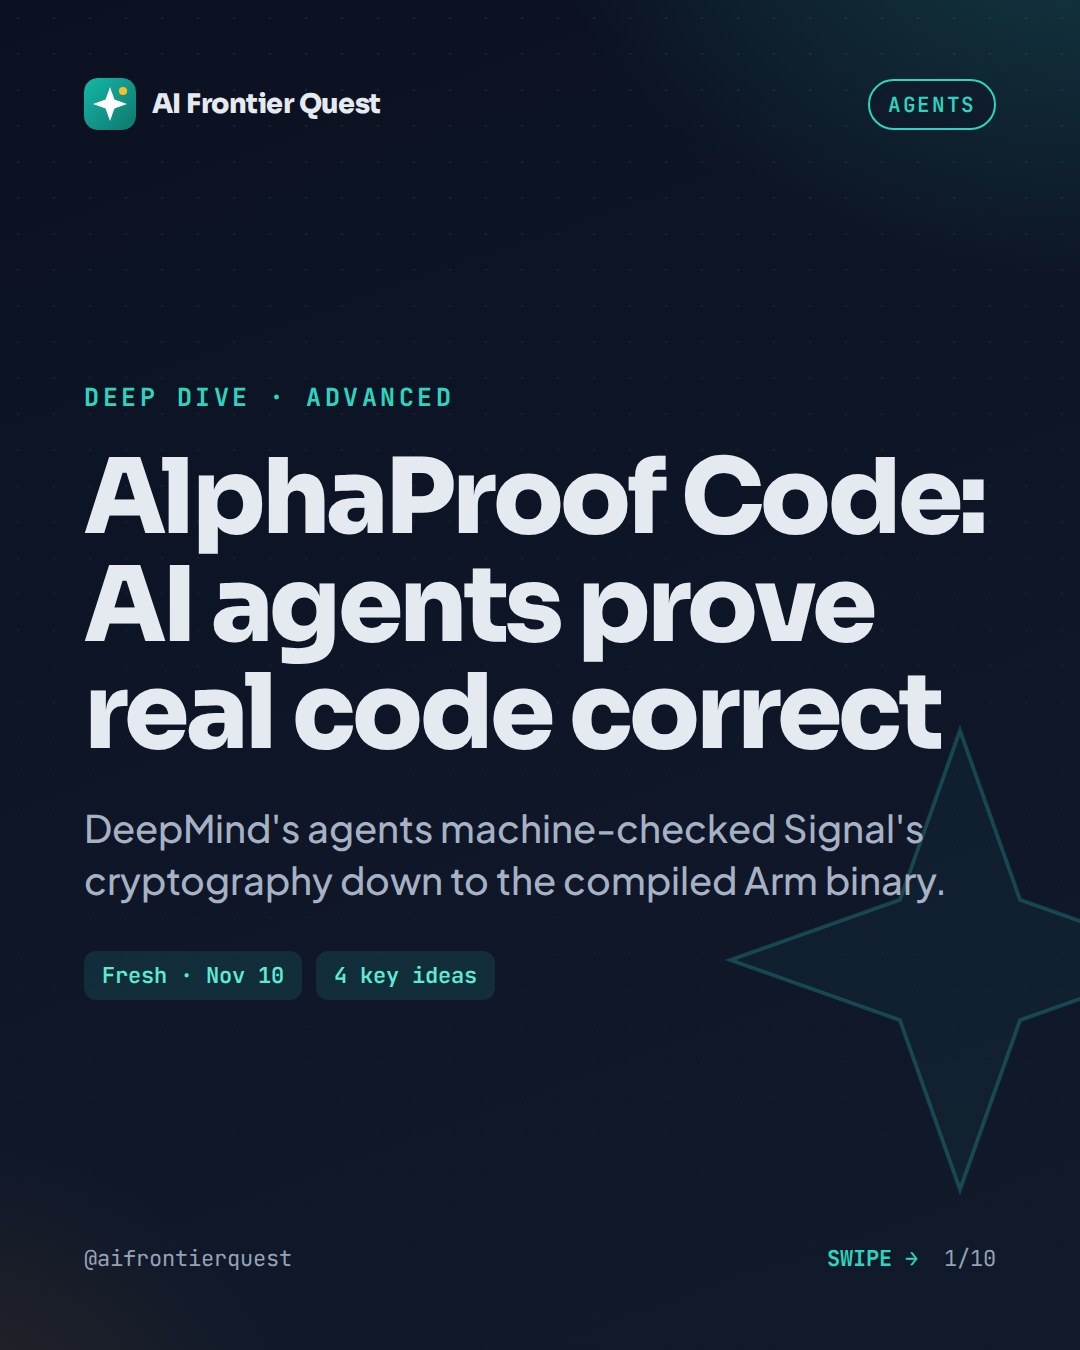 AI Frontier Quest
AGENTS
DEEP DIVE · ADVANCED
AlphaProof Code:
AI agents prove
real code correct
DeepMind's agents machine-checked Signal's
cryptography down to the compiled Arm binary.
Fresh · Nov 10
4 key ideas
@aifrontierquest
SWIPE → 1/10